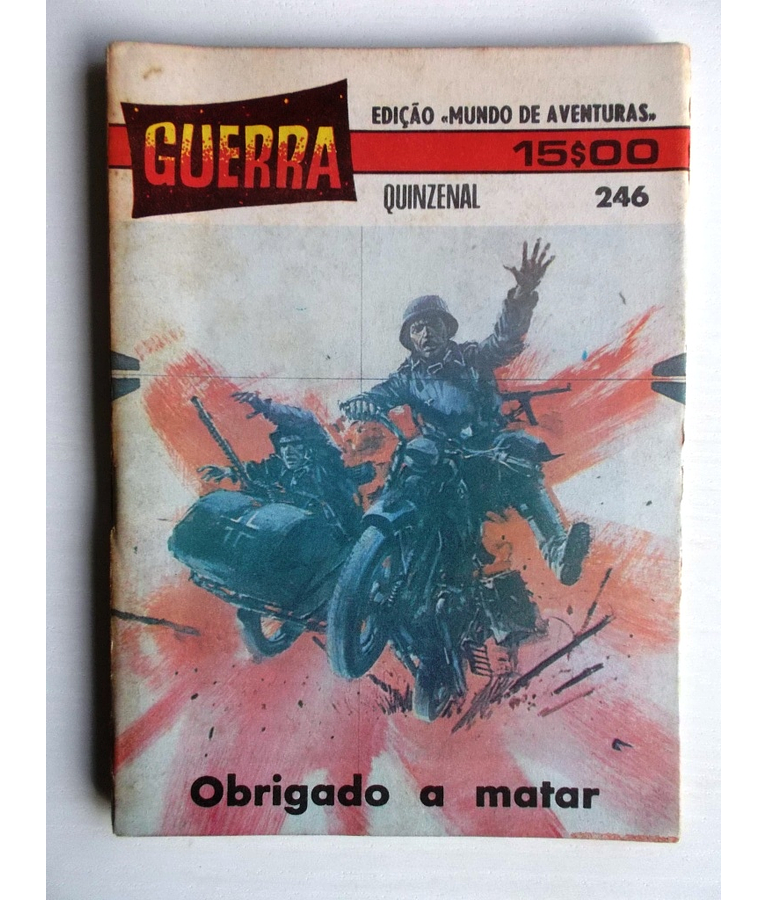 GUERRA
EDIÇÃO «MUNDO DE AVENTURAS»
15$00
QUINZENAL
246
Obrigado a matar